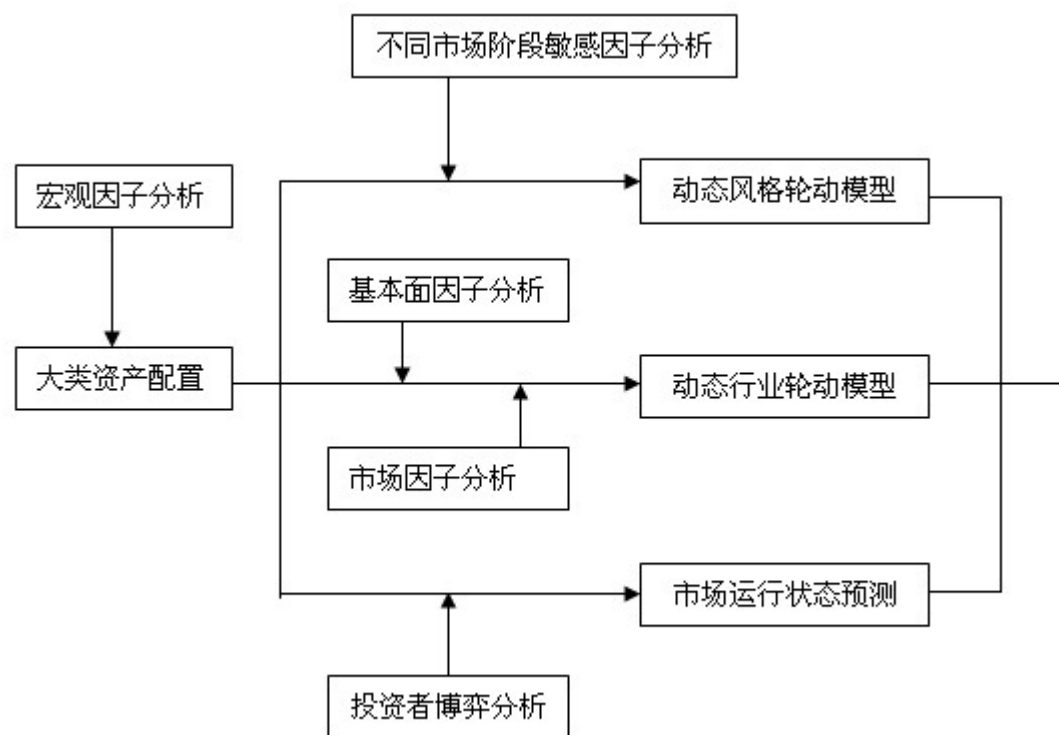 不同市场阶段敏感因子分析
宏观因子分析
动态风格轮动模型
基本面因子分析
大类资产配置
动态行业轮动模型
市场因子分析
市场运行状态预测
投资者博弈分析